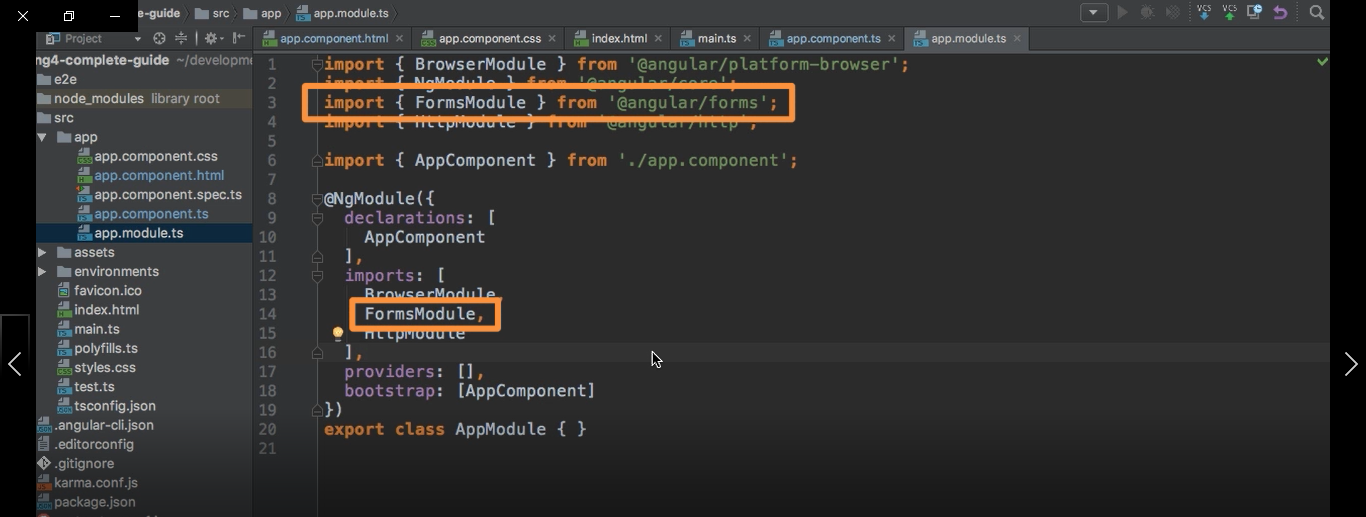 e-guide src app app.module.ts
Project
app.component.html app.component.css index.html main.ts app.component.ts app.module.ts
VCS VCS
ng4-complete-guide ~/developme
e2e
node_modules library root
src
app
app.component.css
app.component.html
app.component.spec.ts
app.component.ts
app.module.ts
assets
environments
favicon.ico
index.html
main.ts
polyfills.ts
styles.css
test.ts
tsconfig.json
.angular-cli.json
.editorconfig
.gitignore
karma.conf.js
package.json
1 import { BrowserModule } from '@angular/platform-browser';
2 import { NgModule } from '@angular/core';
3 import { FormsModule } from '@angular/forms';
4 import { HttpModule } from '@angular/http';
5
6 import { AppComponent } from './app.component';
7
8 @NgModule({
9 declarations: [
10 AppComponent
11 ],
12 imports: [
13 BrowserModule,
14 FormsModule,
15 HttpModule
16 ],
17 providers: [],
18 bootstrap: [AppComponent]
19 })
20 export class AppModule { }
21